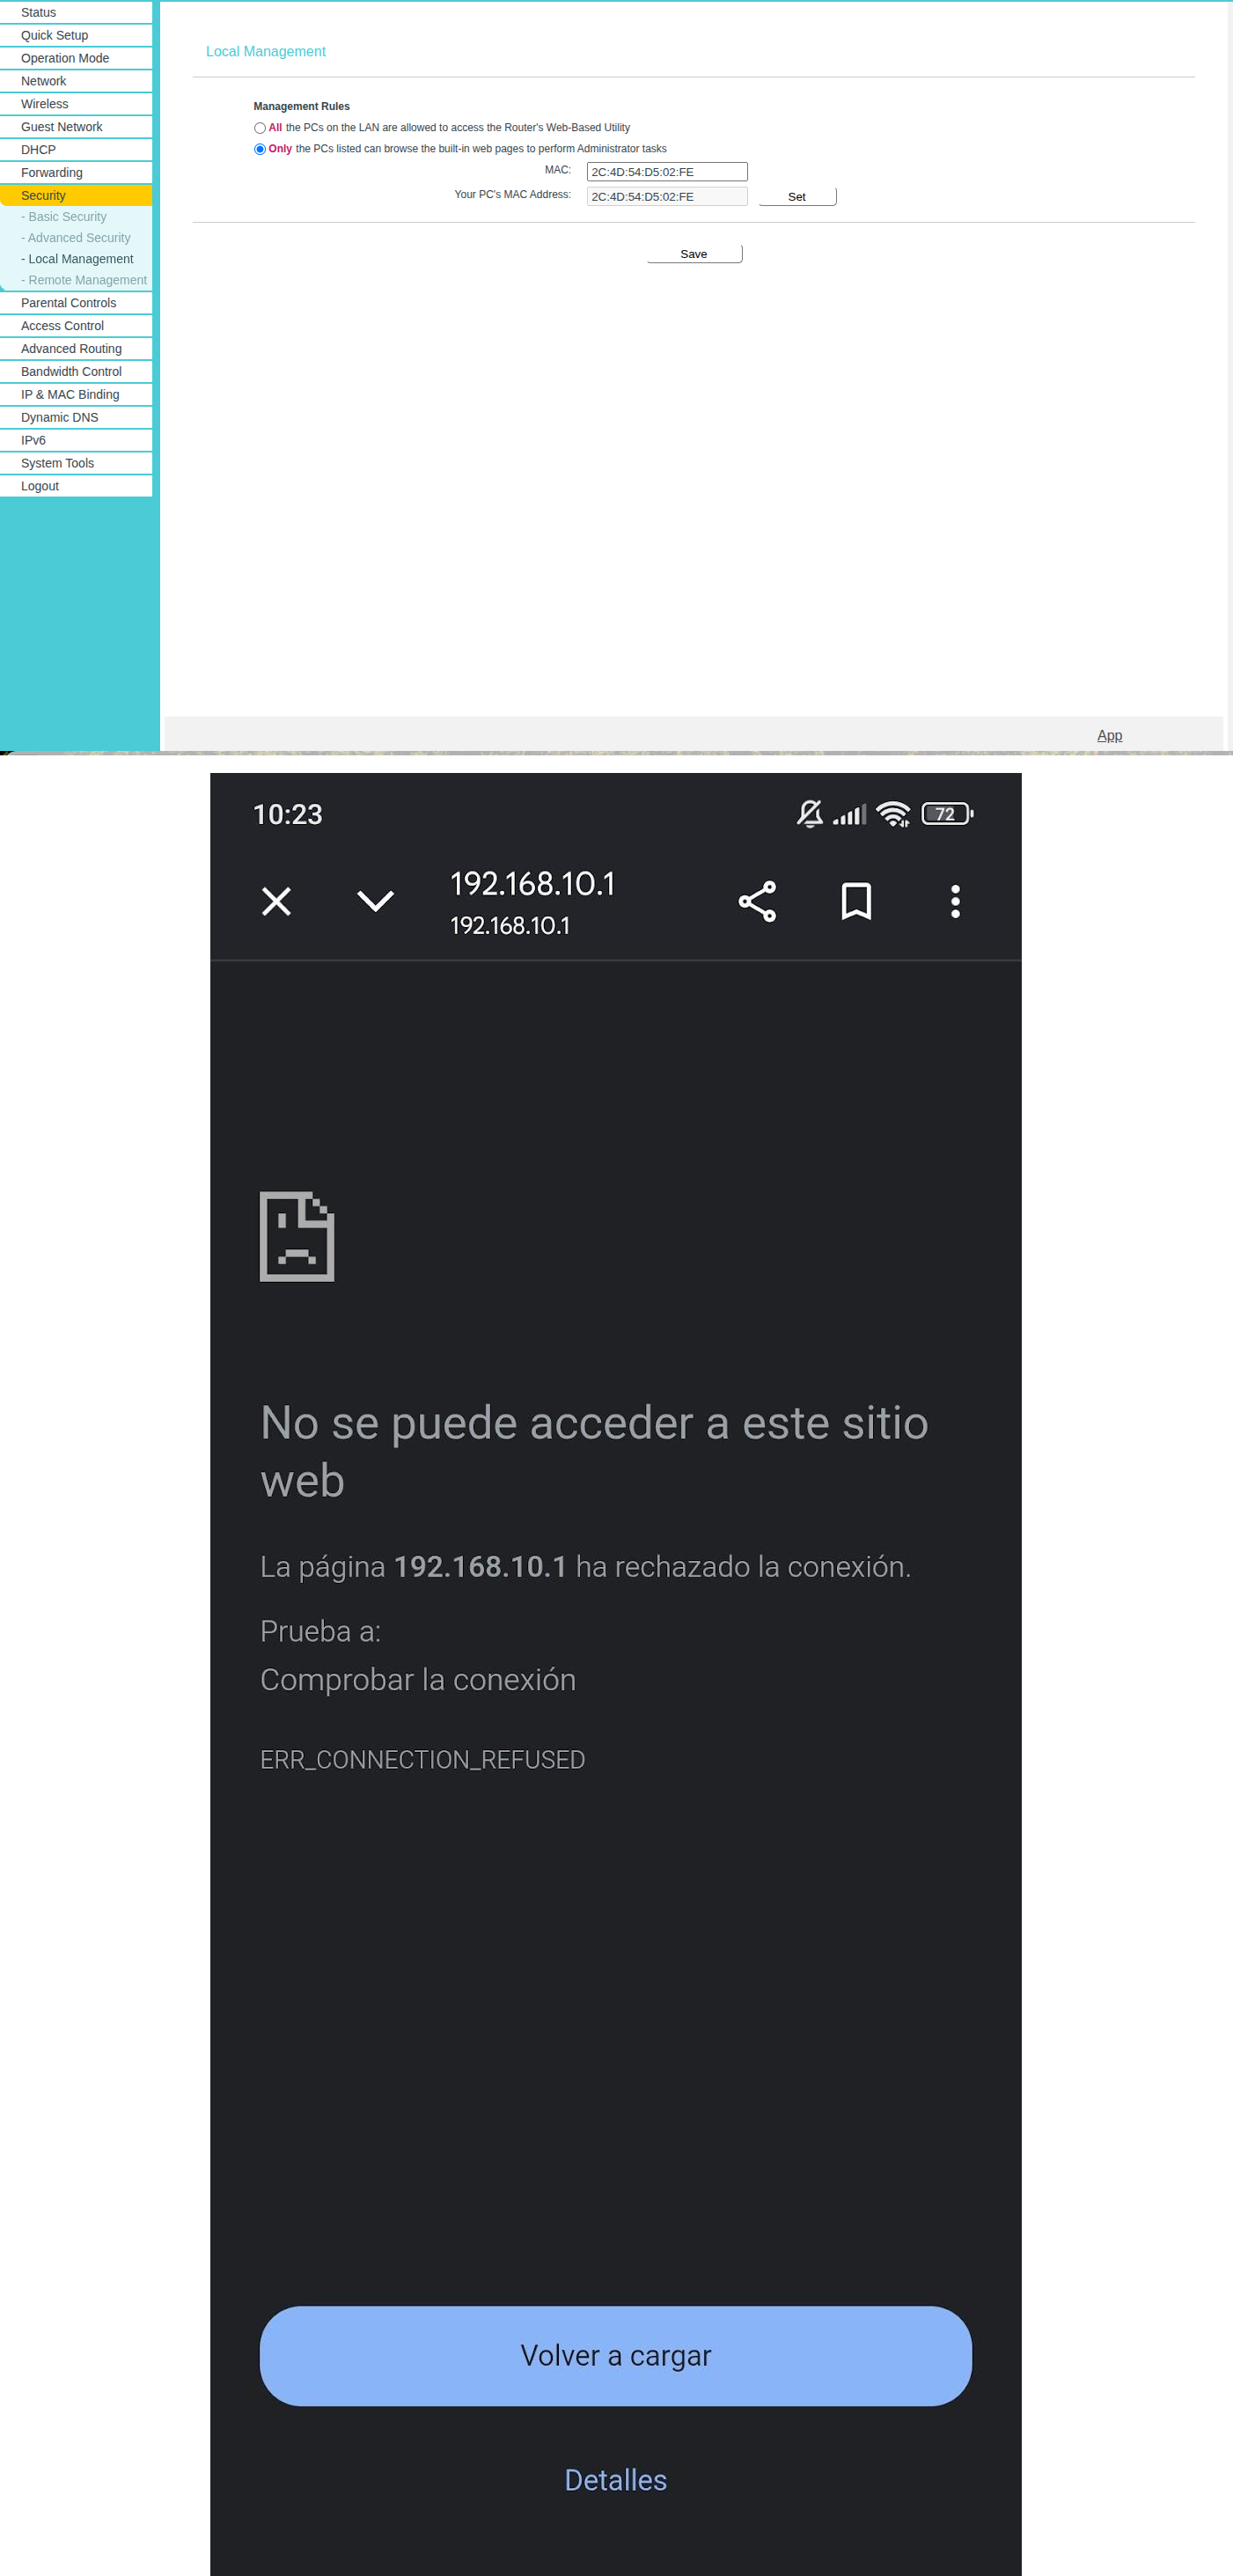 Status
Quick Setup
Operation Mode
Network
Wireless
Guest Network
DHCP
Forwarding
Security
- Basic Security
- Advanced Security
- Local Management
- Remote Management
Parental Controls
Access Control
Advanced Routing
Bandwidth Control
IP & MAC Binding
Dynamic DNS
IPv6
System Tools
Logout
Local Management
Management Rules
All the PCs on the LAN are allowed to access the Router's Web-Based Utility
Only the PCs listed can browse the built-in web pages to perform Administrator tasks
MAC: 2C:4D:54:D5:02:FE
Your PC's MAC Address: 2C:4D:54:D5:02:FE Set
Save
App
10:23 72
192.168.10.1
192.168.10.1
No se puede acceder a este sitio
web
La página 192.168.10.1 ha rechazado la conexión.
Prueba a:
Comprobar la conexión
ERR_CONNECTION_REFUSED
Volver a cargar
Detalles